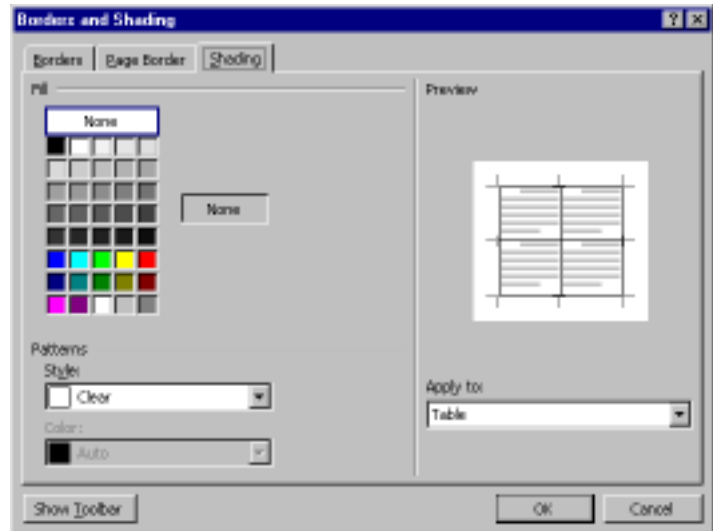 Borders and Shading
Borders Page Border Shading
Fill
Preview
None
None
Patterns
Style:
Clear
Apply to:
Table
Color:
Auto
Show Toolbar
OK Cancel